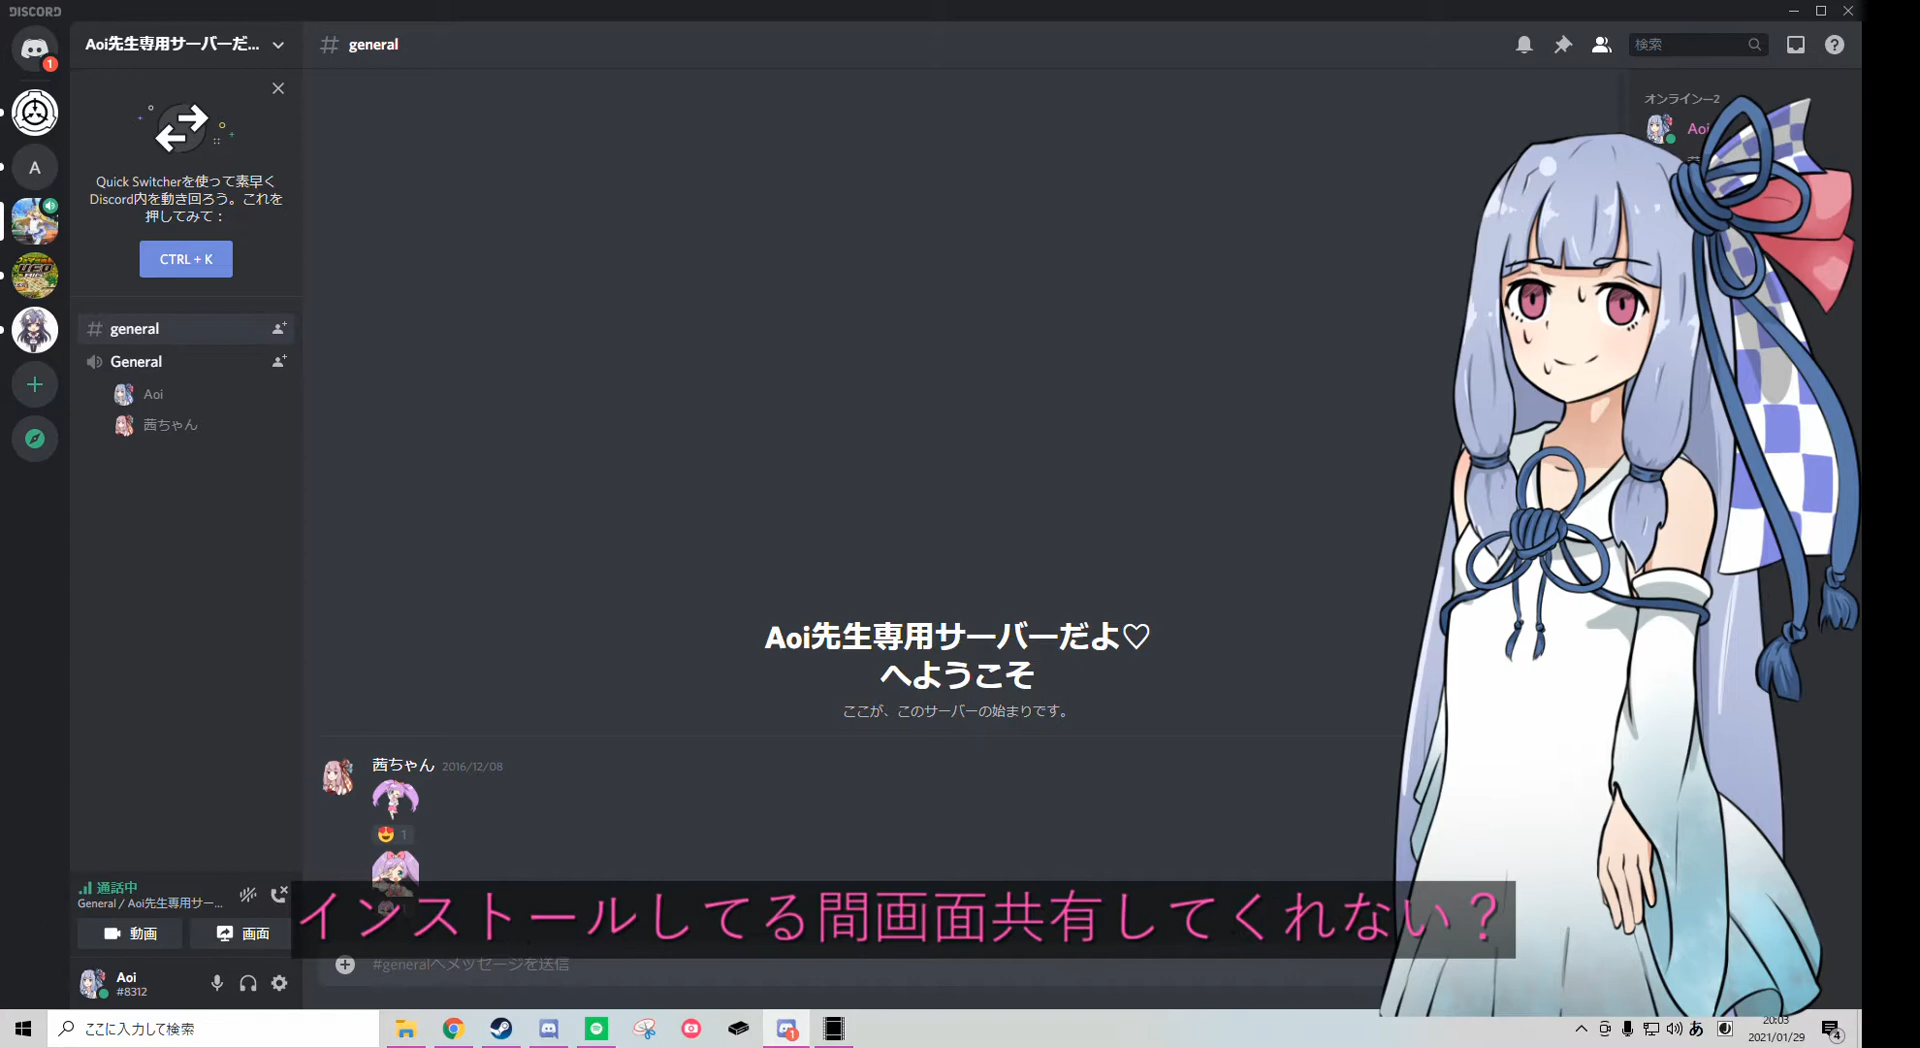 DISCORD
Aoi先生専用サーバーだ...
general
検索
1
A
Quick Switcherを使って素早く
Discord内を動き回ろう。これを
押してみて：
CTRL + K
オンライン—2
Aoi
general
General
Aoi
茜ちゃん
Aoi先生専用サーバーだよ♡
へようこそ
ここが、このサーバーの始まりです。
茜ちゃん 2016/12/08
1
通話中
General / Aoi先生専用サー...
動画
画面
インストールしてる間画面共有してくれない？
#generalへメッセージを送信
Aoi
#8312
ここに入力して検索
1
あ
20:03
2021/01/29
4